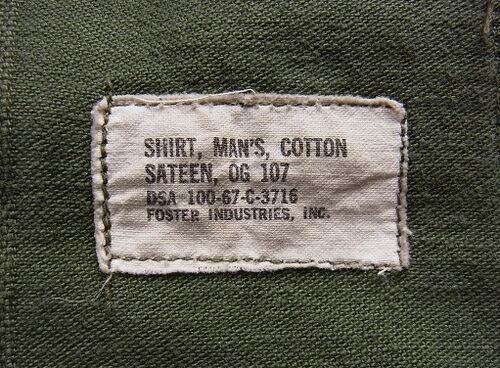 SHIRT, MAN'S, COTTON
SATEEN, OG 107
DSA 100-67-C-3716
FOSTER INDUSTRIES, INC.